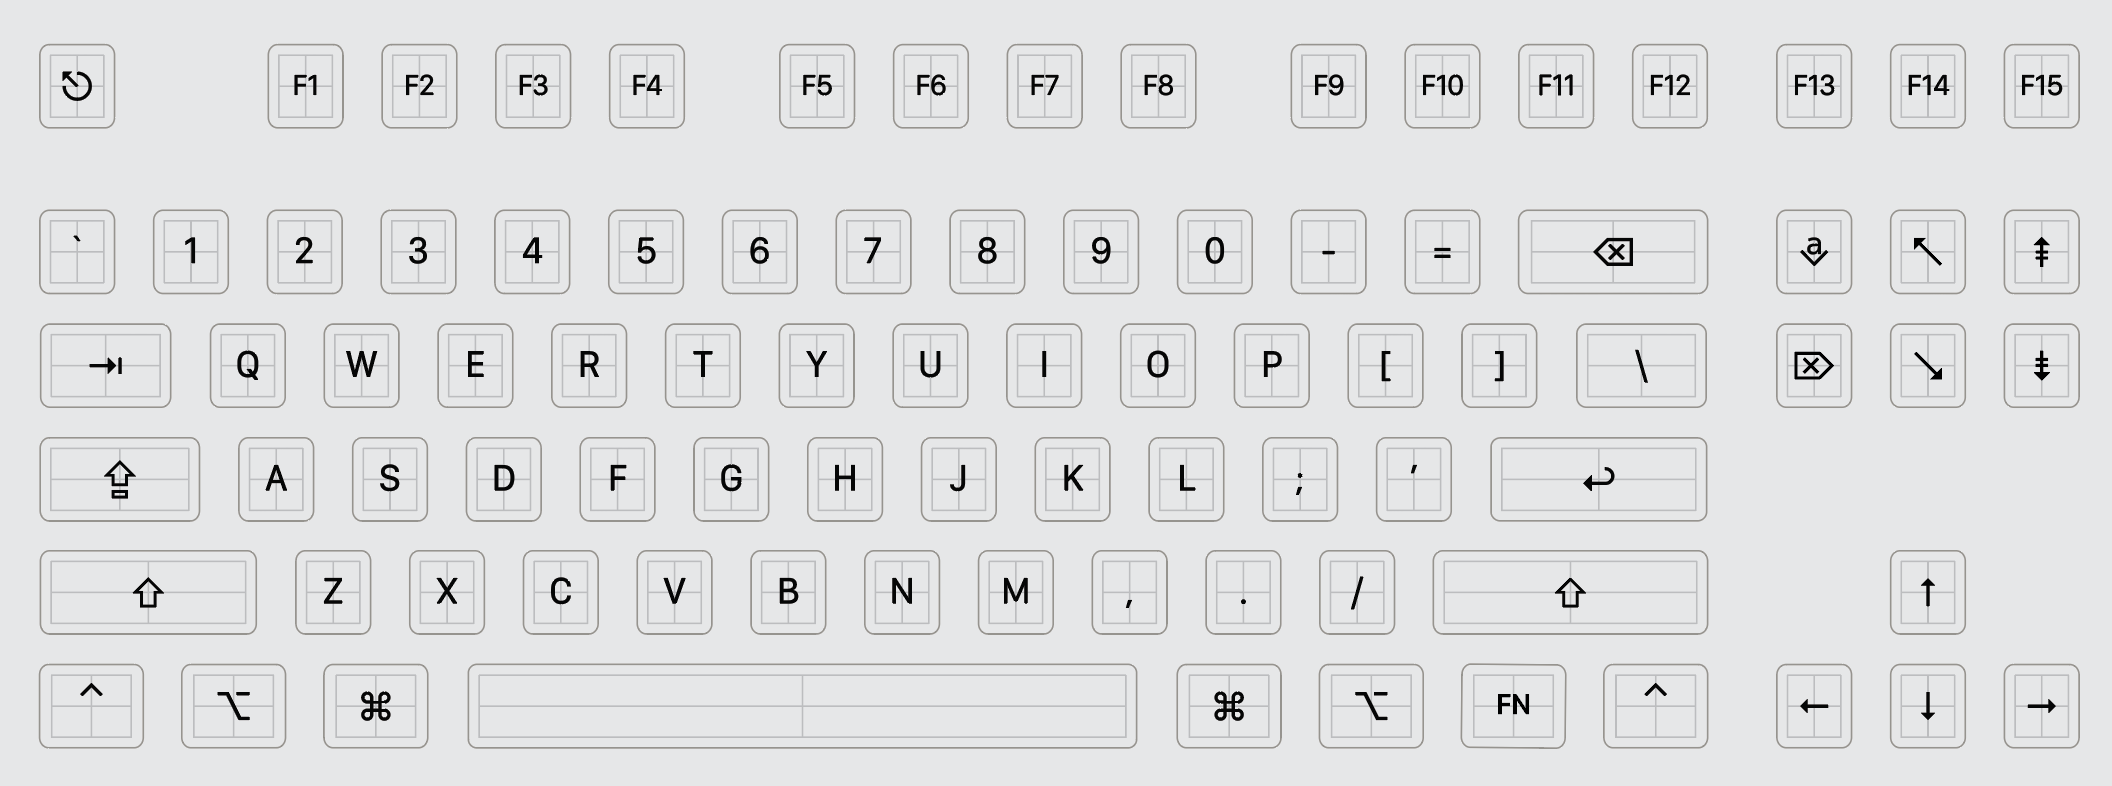 ⎋ F1 F2 F3 F4 F5 F6 F7 F8 F9 F10 F11 F12 F13 F14 F15
` 1 2 3 4 5 6 7 8 9 0 - = ⌫ a ↖ ⇞
⇥ Q W E R T Y U I O P [ ] \ ⌦ ↘ ⇟
⇪ A S D F G H J K L ; ′ ↩
⇧ Z X C V B N M , . / ⇧ ↑
⌃ ⌥ ⌘ ⌘ ⌥ FN ⌃ ← ↓ →